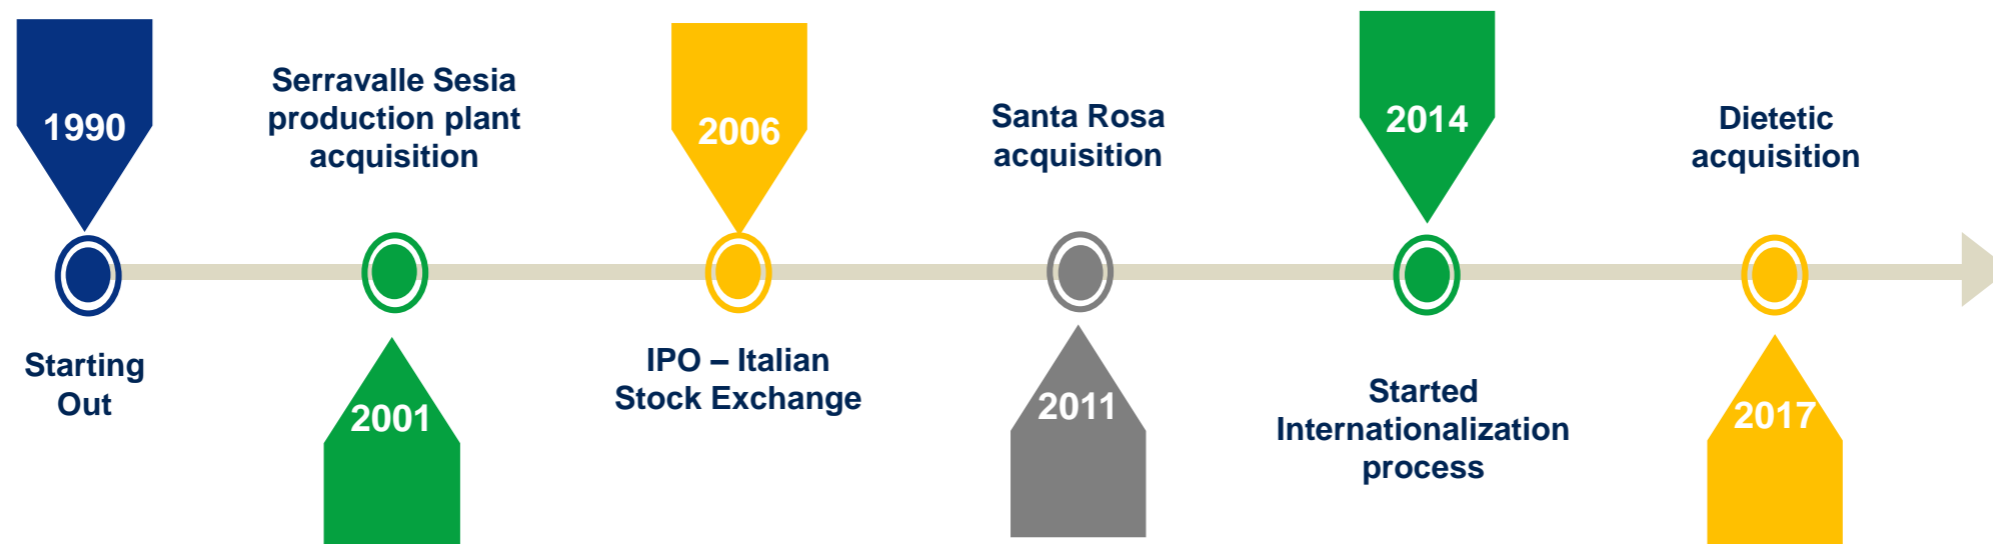 1990
Starting
Out
Serravalle Sesia
production plant
acquisition
2001
2006
IPO – Italian
Stock Exchange
Santa Rosa
acquisition
2011
2014
Started
Internationalization
process
Dietetic
acquisition
2017